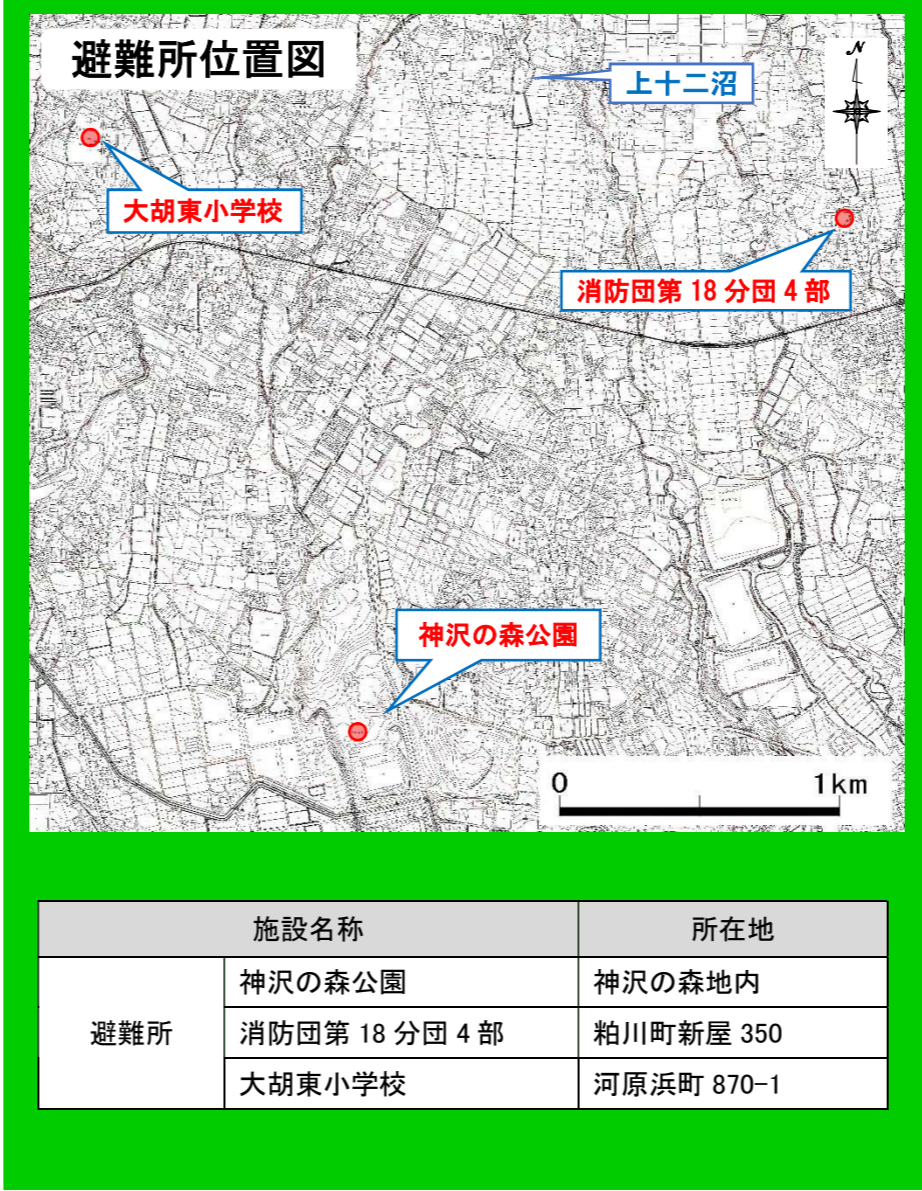 避難所位置図
上十二沼
N
大胡東小学校
消防団第 18 分団 4 部
三
神沢の森公園
0 1km
施設名称 所在地
避難所
神沢の森公園 神沢の森地内
消防団第 18 分団 4 部 粕川町新屋 350
大胡東小学校 河原浜町 870-1